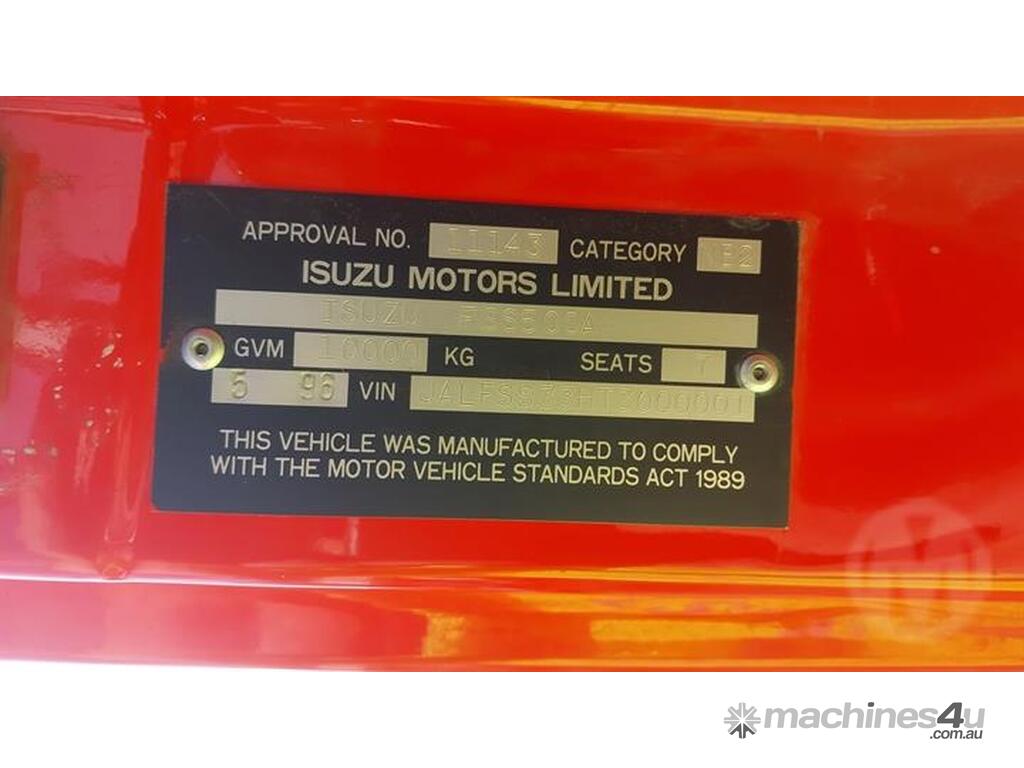 APPROVAL NO. 11143 CATEGORY NB2
ISUZU MOTORS LIMITED
ISUZU FSS500A
GVM 10000 KG SEATS 7
5 96 VIN JALFSS33HT3000001
THIS VEHICLE WAS MANUFACTURED TO COMPLY
WITH THE MOTOR VEHICLE STANDARDS ACT 1989
machines4u
.com.au